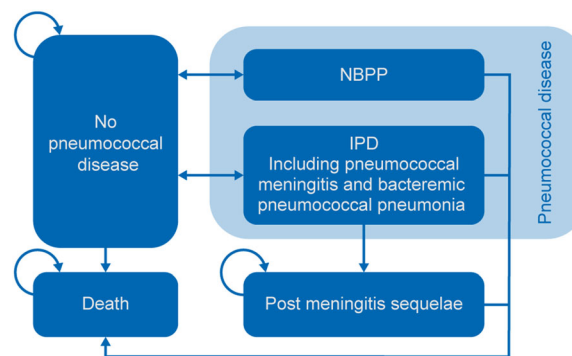 No
pneumococcal
disease
NBPP
IPD
Including pneumococcal
meningitis and bacteremic
pneumococcal pneumonia
Pneumococcal disease
Death
Post meningitis sequelae